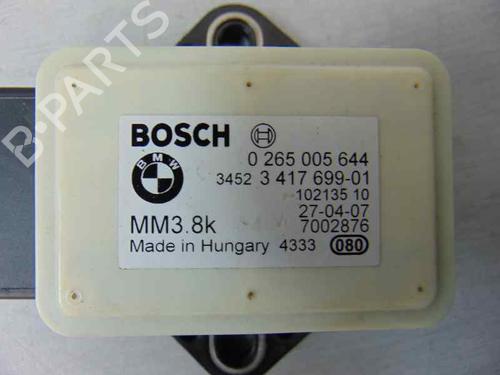 B-PARTS
BOSCH
BMW
0 265 005 644
3452 3 417 699-01
102135 10
27-04-07
MM3.8k 7002876
Made in Hungary 4333 080